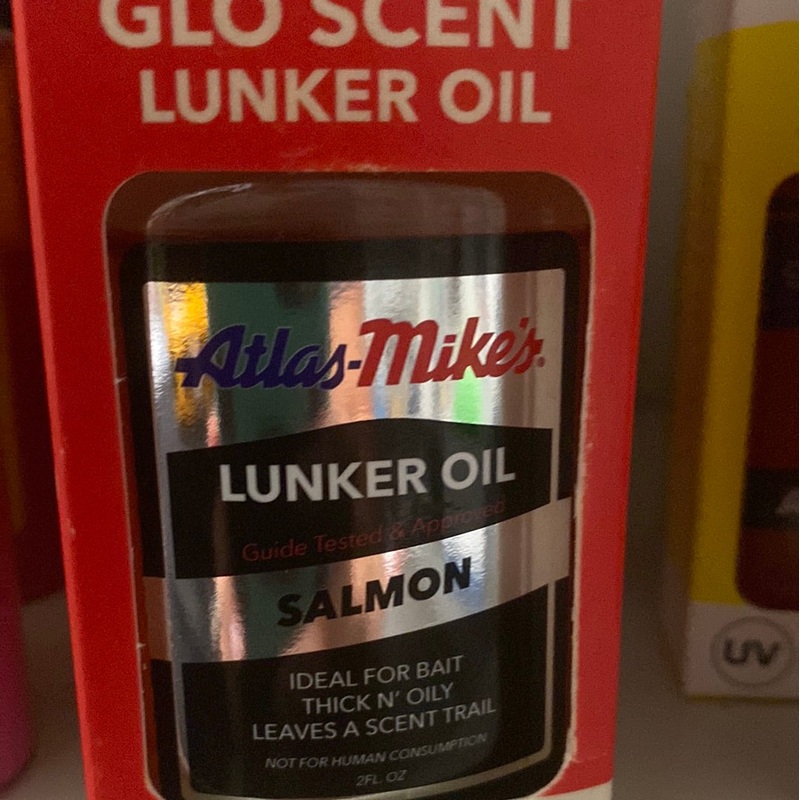 GLO SCENT
LUNKER OIL
Atlas-Mike's®
LUNKER OIL
Guide Tested & Approved
SALMON
IDEAL FOR BAIT
THICK N' OILY
LEAVES A SCENT TRAIL
NOT FOR HUMAN CONSUMPTION
2FL. OZ
UV